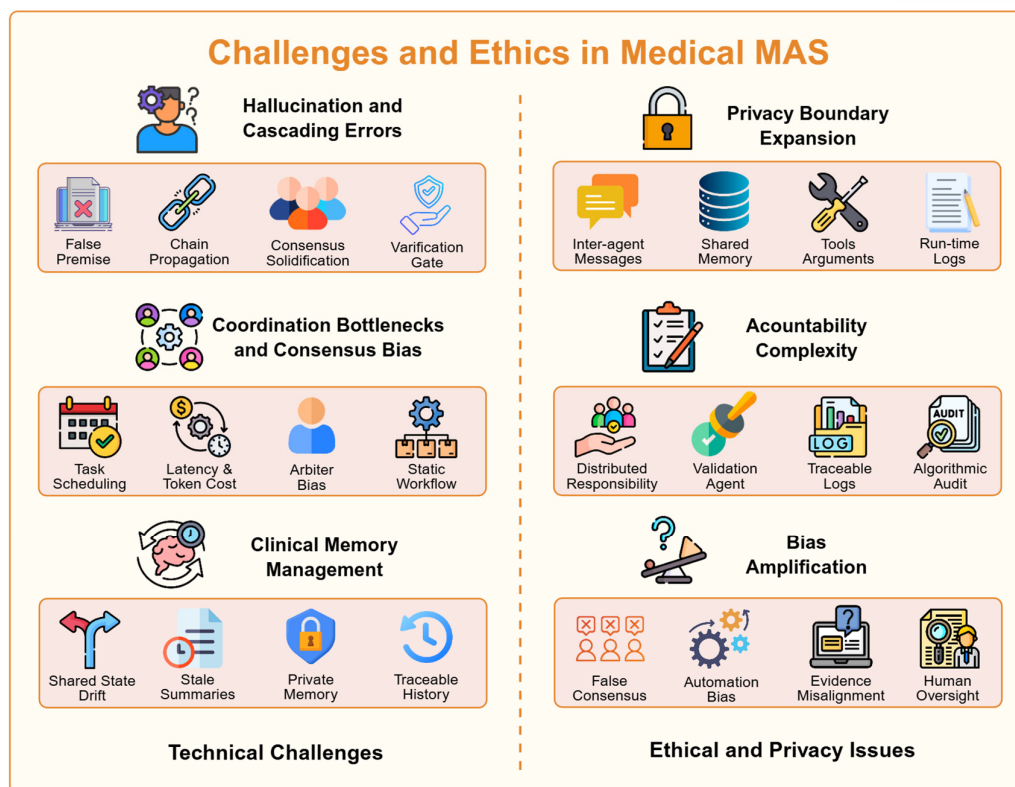 Challenges and Ethics in Medical MAS
Hallucination and
Cascading Errors
False
Premise
Chain
Propagation
Consensus
Solidification
Varification
Gate
Coordination Bottlenecks
and Consensus Bias
Task
Scheduling
Latency &
Token Cost
Arbiter
Bias
Static
Workflow
Clinical Memory
Management
Shared State
Drift
Stale
Summaries
Private
Memory
Traceable
History
Technical Challenges
Privacy Boundary
Expansion
Inter-agent
Messages
Shared
Memory
Tools
Arguments
Run-time
Logs
Acountability
Complexity
Distributed
Responsibility
Validation
Agent
LOG
Traceable
Logs
AUDIT
Algorithmic
Audit
Bias
Amplification
False
Consensus
Automation
Bias
Evidence
Misalignment
Human
Oversight
Ethical and Privacy Issues